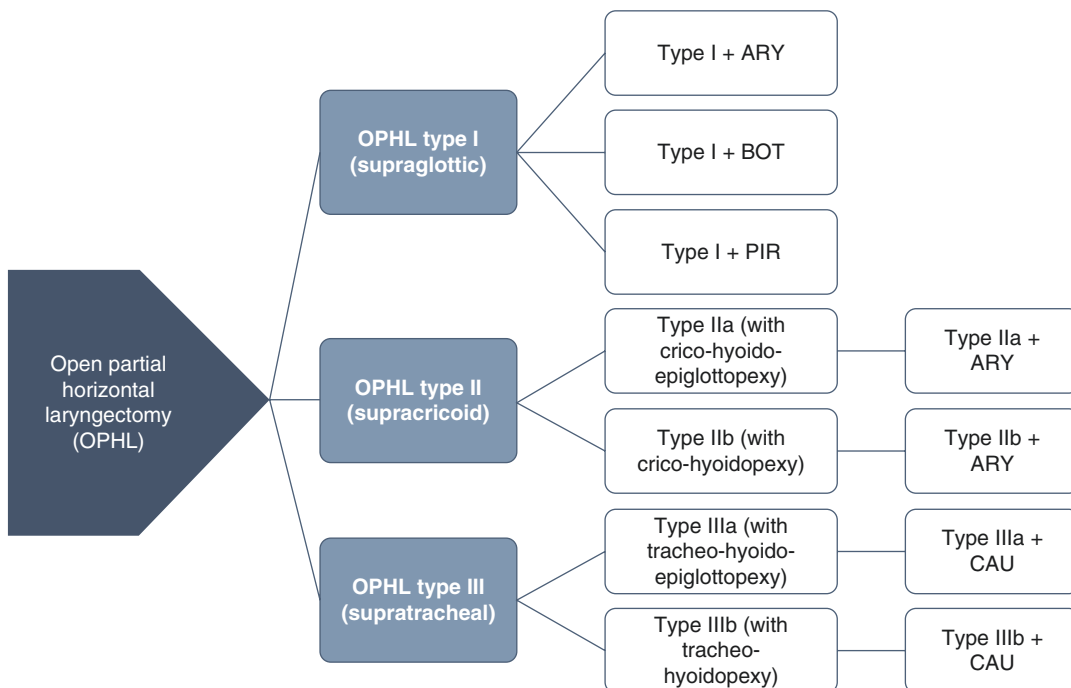 Open partial
horizontal
laryngectomy
(OPHL)
OPHL type I
(supraglottic)
Type I + ARY
Type I + BOT
Type I + PIR
OPHL type II
(supracricoid)
Type IIa (with
crico-hyoido-
epiglottopexy)
Type IIa +
ARY
Type IIb (with
crico-hyoidopexy)
Type IIb +
ARY
OPHL type III
(supratracheal)
Type IIIa (with
tracheo-hyoido-
epiglottopexy)
Type IIIa +
CAU
Type IIIb (with
tracheo-
hyoidopexy)
Type IIIb +
CAU